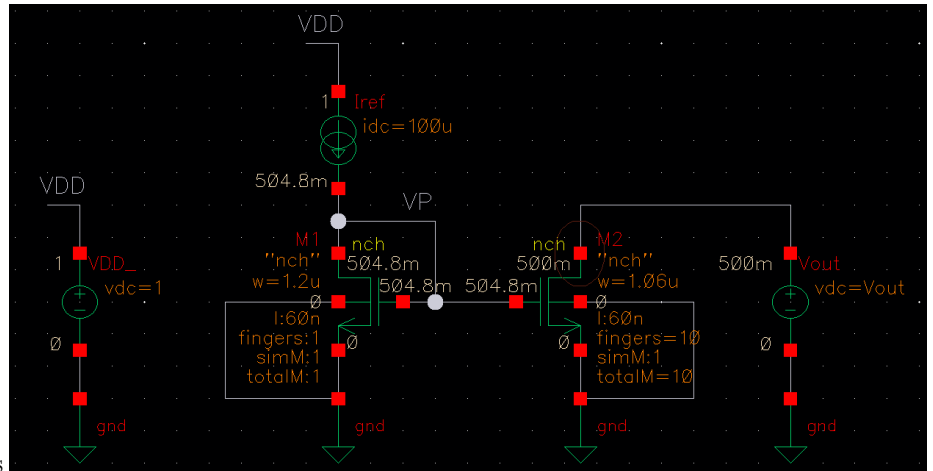 VDD
1
Iref
idc=100u
504.8m
VP
VDD
1
VDD_
vdc=1
0
M1
nch
"nch"
504.8m
w=1.2u
0
504.8m
l:60n
fingers:1
simM:1
totalM:1
0
gnd
gnd
nch
M2
500m
"nch"
w=1.06u
0
504.8m
l:60n
fingers=10
simM:1
totalM=10
0
gnd
500m
Vout
vdc=Vout
0
gnd
s